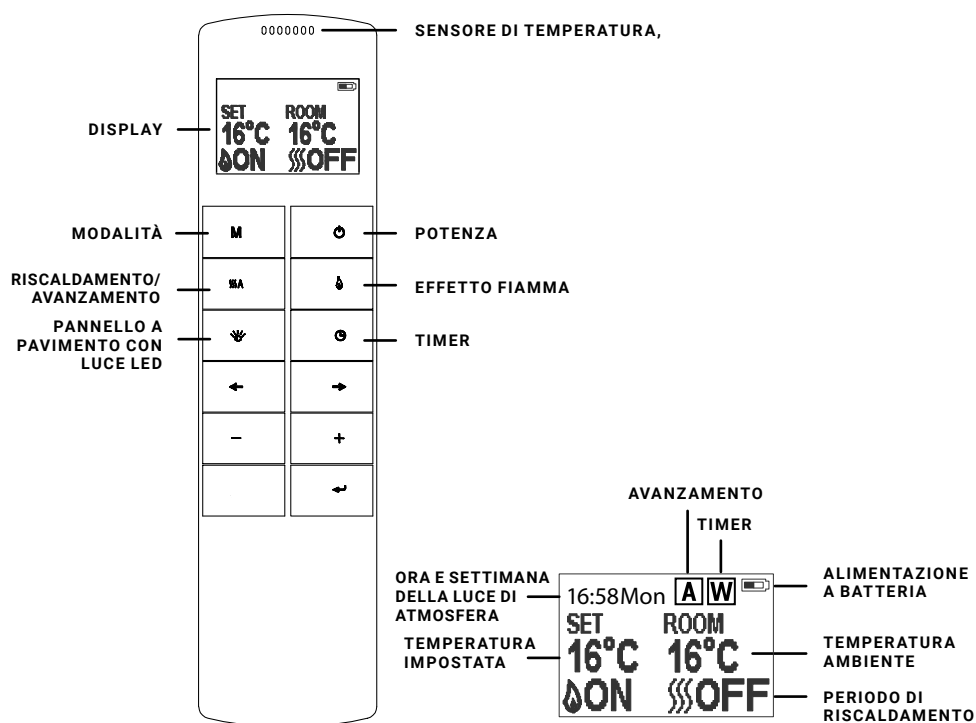 SENSORE DI TEMPERATURA,
SET ROOM
16°C 16°C
ON OFF
DISPLAY
MODALITÀ
M
POTENZA
RISCALDAMENTO/
AVANZAMENTO
A
EFFETTO FIAMMA
PANNELLO A
PAVIMENTO CON
LUCE LED
TIMER
←
→
−
+
↵
AVANZAMENTO
TIMER
ORA E SETTIMANA
DELLA LUCE DI
ATMOSFERA
TEMPERATURA
IMPOSTATA
16:58Mon A W
SET ROOM
16°C 16°C
ON OFF
ALIMENTAZIONE
A BATTERIA
TEMPERATURA
AMBIENTE
PERIODO DI
RISCALDAMENTO